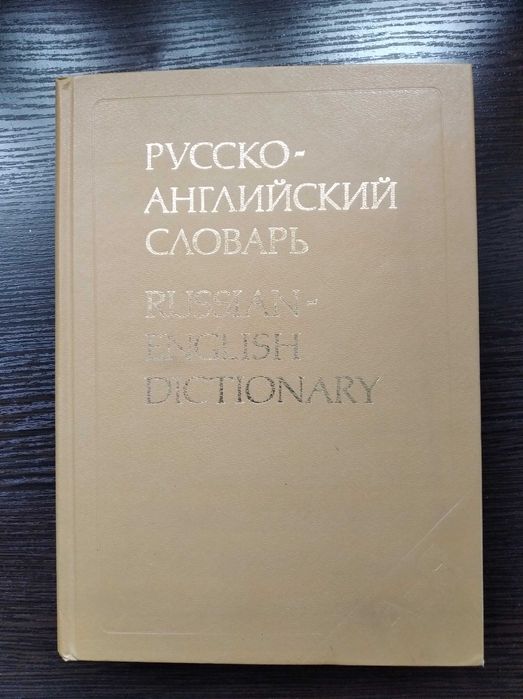 РУССКО-
АНГЛИЙСКИЙ
СЛОВАРЬ
RUSSIAN-
ENGLISH
DICTIONARY